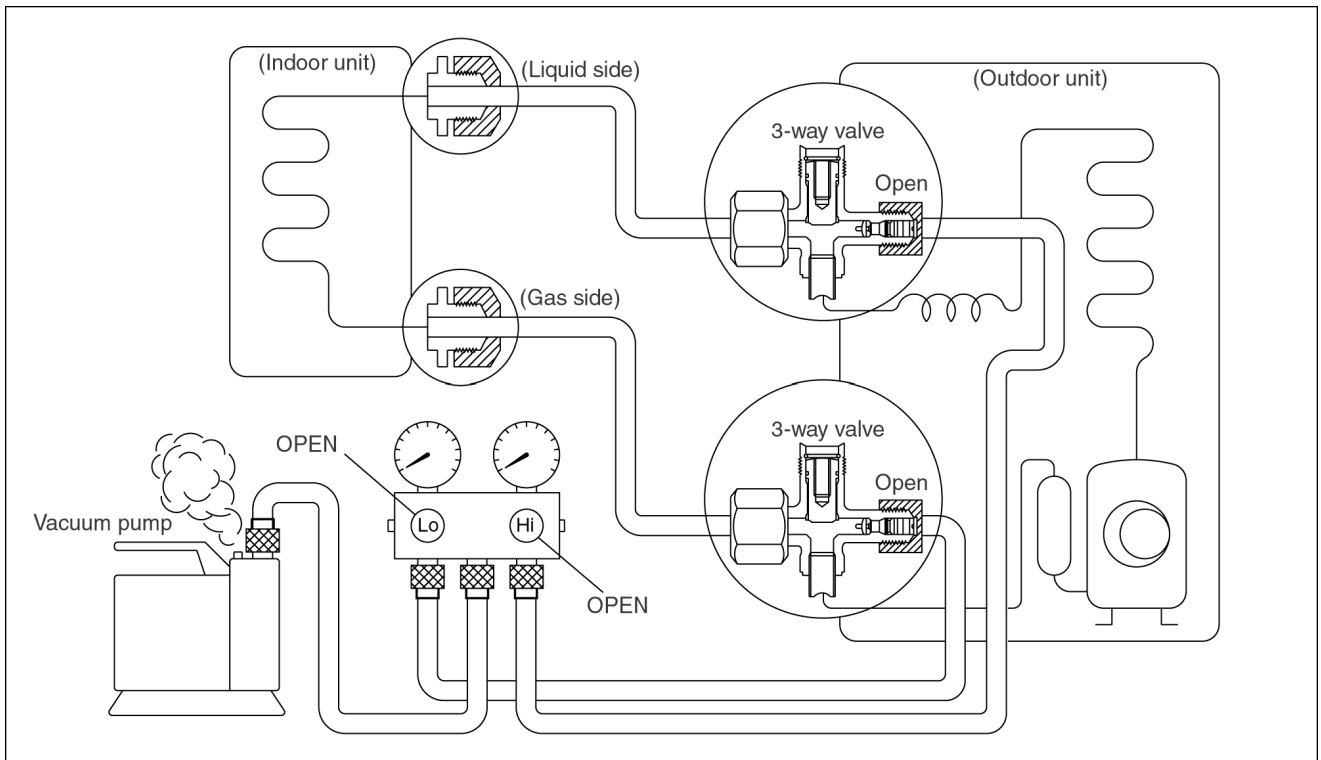 (Indoor unit)
(Liquid side)
(Outdoor unit)
3-way valve
Open
(Gas side)
3-way valve
OPEN
Open
Vacuum pump
Lo
Hi
OPEN